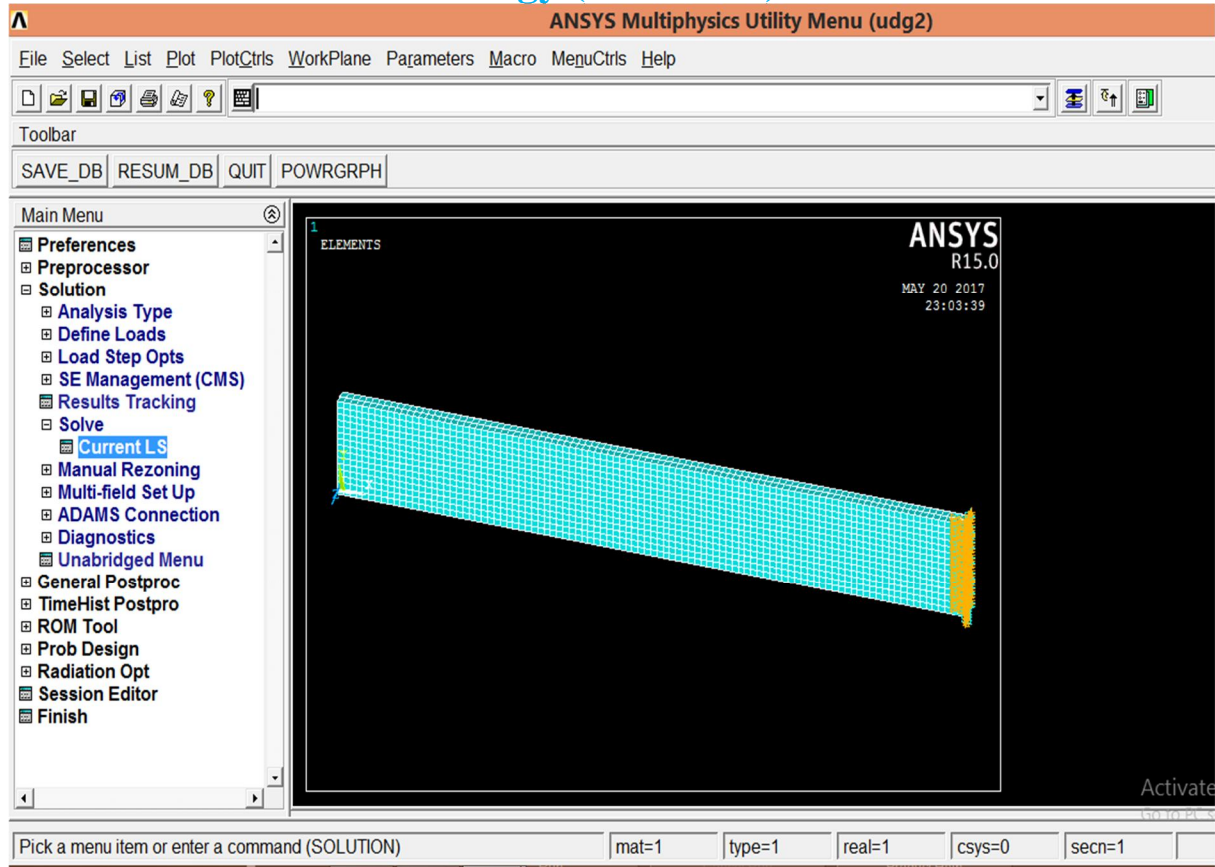 ANSYS Multiphysics Utility Menu (udg2)
File Select List Plot PlotCtrls WorkPlane Parameters Macro MenuCtrls Help
Toolbar
SAVE_DB RESUM_DB QUIT POWRGRPH
Main Menu
Preferences
Preprocessor
Solution
Analysis Type
Define Loads
Load Step Opts
SE Management (CMS)
Results Tracking
Solve
Current LS
Manual Rezoning
Multi-field Set Up
ADAMS Connection
Diagnostics
Unabridged Menu
General Postproc
TimeHist Postpro
ROM Tool
Prob Design
Radiation Opt
Session Editor
Finish
1
ELEMENTS
ANSYS
R15.0
MAY 20 2017
23:03:39
Activate
Go to PC s
Pick a menu item or enter a command (SOLUTION) mat=1 type=1 real=1 csys=0 secn=1